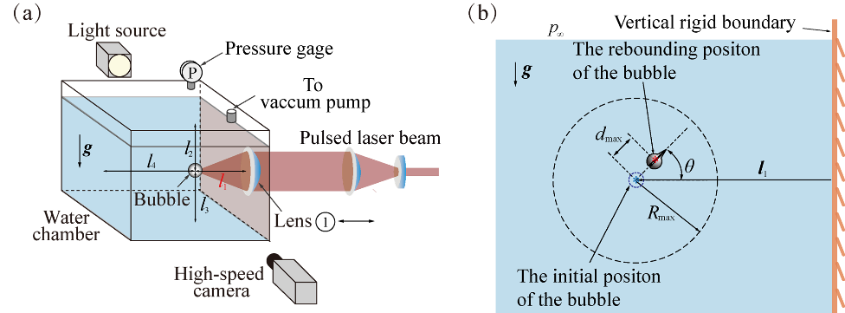 (a)
Light source
P
Pressure gage
To
vaccum pump
Pulsed laser beam
g
l₂
l₄
l₁
Bubble
l₃
Lens ①
Water
chamber
High-speed
camera
(b)
p∞
Vertical rigid boundary
The rebounding positon
of the bubble
g
dmax
θ
l₁
Rmax
The initial positon
of the bubble